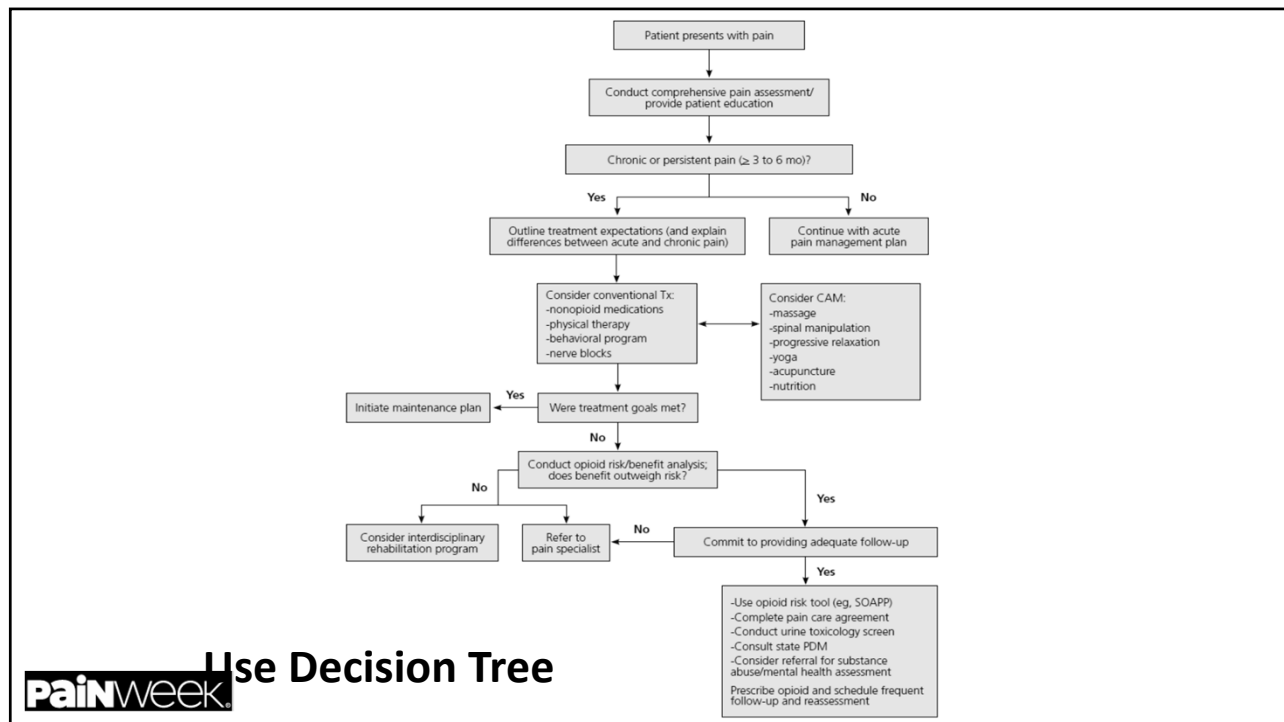 Patient presents with pain
Conduct comprehensive pain assessment/
provide patient education
Chronic or persistent pain (≥ 3 to 6 mo)?
Yes
No
Outline treatment expectations (and explain
differences between acute and chronic pain)
Continue with acute
pain management plan
Consider conventional Tx:
-nonopioid medications
-physical therapy
-behavioral program
-nerve blocks
Consider CAM:
-massage
-spinal manipulation
-progressive relaxation
-yoga
-acupuncture
-nutrition
Initiate maintenance plan
Yes
Were treatment goals met?
No
Conduct opioid risk/benefit analysis;
does benefit outweigh risk?
No
Yes
Consider interdisciplinary
rehabilitation program
Refer to
pain specialist
No
Commit to providing adequate follow-up
Yes
-Use opioid risk tool (eg, SOAPP)
-Complete pain care agreement
-Conduct urine toxicology screen
-Consult state PDM
-Consider referral for substance
abuse/mental health assessment
Prescribe opioid and schedule frequent
follow-up and reassessment
Use Decision Tree
PAINWEEK.